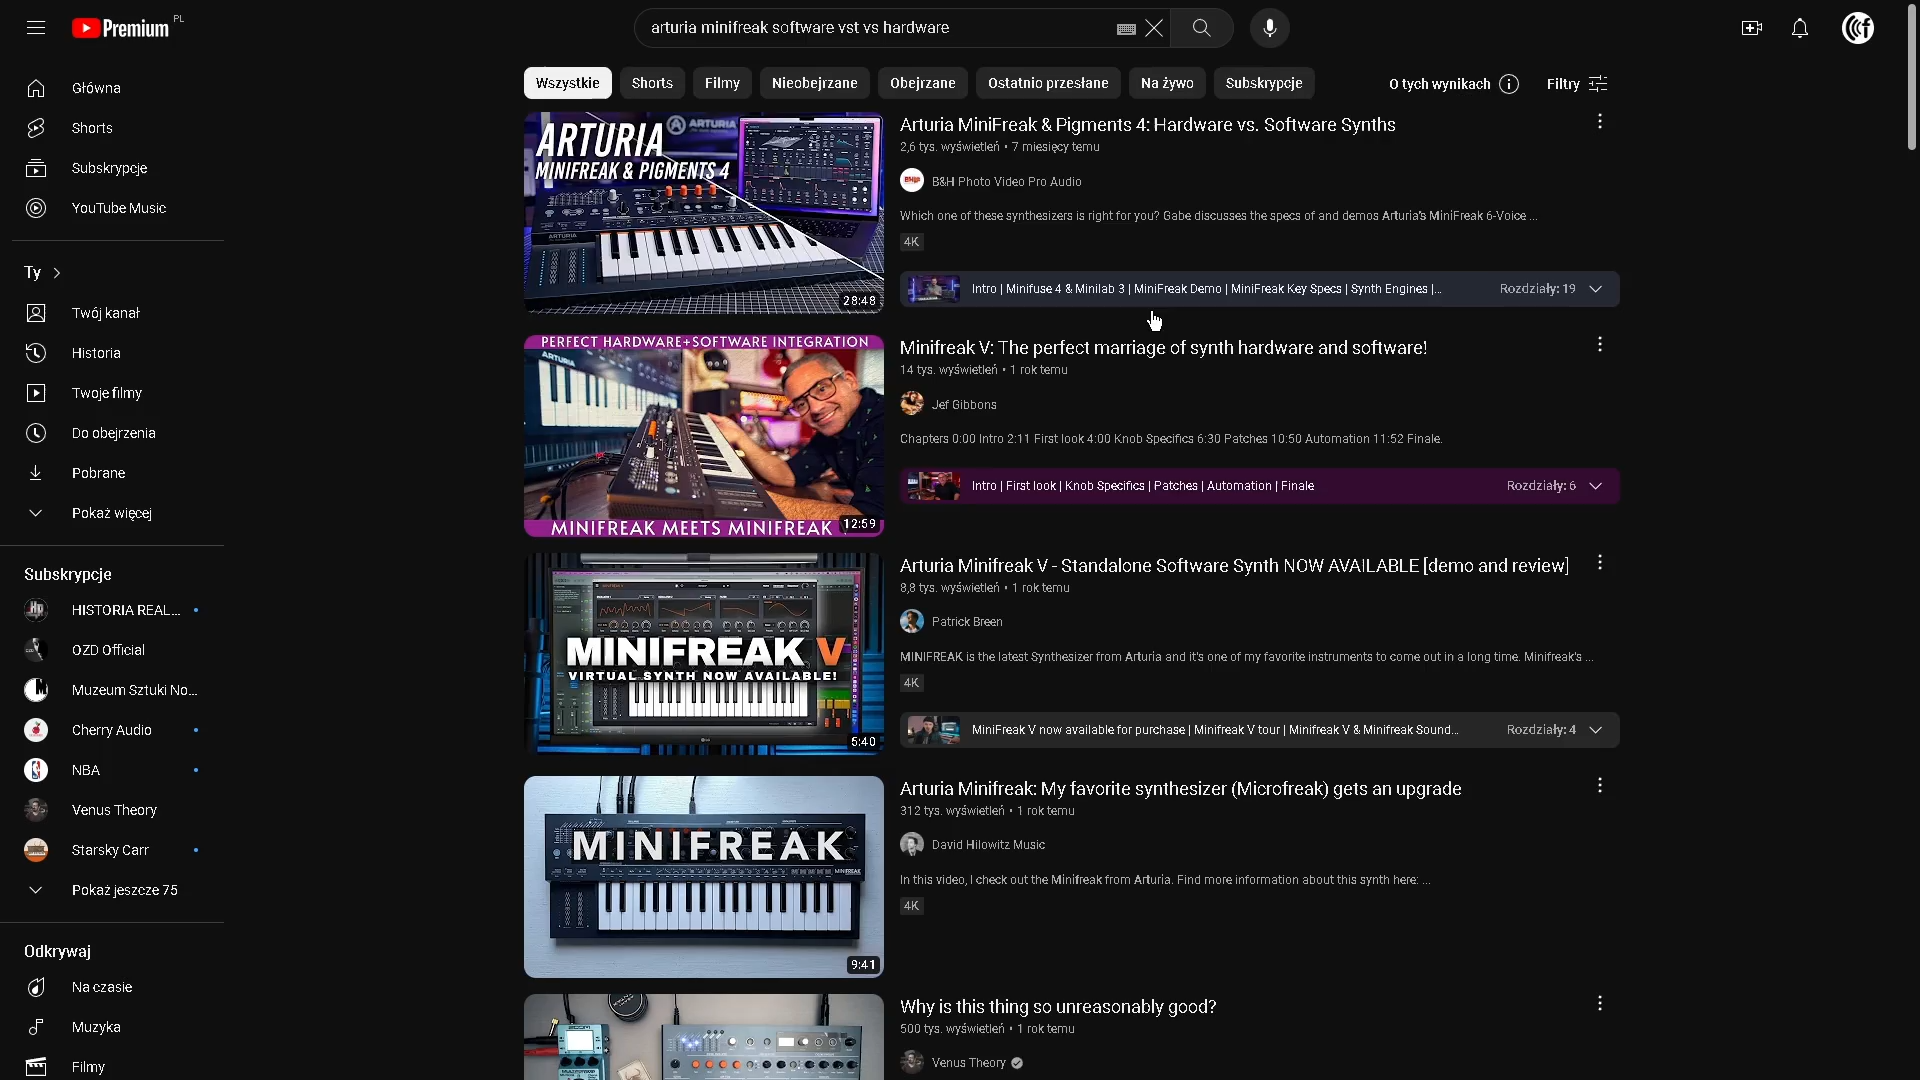 Premium PL
arturia minifreak software vst vs hardware
Główna
Shorts
Subskrypcje
YouTube Music
Ty
Twój kanał
Historia
Twoje filmy
Do obejrzenia
Pobrane
Pokaż więcej
Subskrypcje
HISTORIA REAL...
OZD Official
Muzeum Sztuki No...
Cherry Audio
NBA
Venus Theory
Starsky Carr
Pokaż jeszcze 75
Odkrywaj
Na czasie
Muzyka
Filmy
Wszystkie
Shorts
Filmy
Nieobejrzane
Obejrzane
Ostatnio przesłane
Na żywo
Subskrypcje
O tych wynikach
Filtry
ARTURIA
ARTURIA
MINIFREAK & PIGMENTS 4
ARTURIA
28:48
Arturia MiniFreak & Pigments 4: Hardware vs. Software Synths
2,6 tys. wyświetleń • 7 miesięcy temu
B&H Photo Video Pro Audio
Which one of these synthesizers is right for you? Gabe discusses the specs of and demos Arturia's MiniFreak 6-Voice ...
4K
Intro | Minifuse 4 & Minilab 3 | MiniFreak Demo | MiniFreak Key Specs | Synth Engines |...
Rozdziały: 19
PERFECT HARDWARE+SOFTWARE INTEGRATION
ARTURIA
MINIFREAK MEETS MINIFREAK
12:59
Minifreak V: The perfect marriage of synth hardware and software!
14 tys. wyświetleń • 1 rok temu
Jef Gibbons
Chapters 0:00 Intro 2:11 First look 4:00 Knob Specifics 6:30 Patches 10:50 Automation 11:52 Finale.
Intro | First look | Knob Specifics | Patches | Automation | Finale
Rozdziały: 6
MINIFREAK V
VIRTUAL SYNTH NOW AVAILABLE!
5:40
Arturia Minifreak V - Standalone Software Synth NOW AVAILABLE [demo and review]
8,8 tys. wyświetleń • 1 rok temu
Patrick Breen
MINIFREAK is the latest Synthesizer from Arturia and it's one of my favorite instruments to come out in a long time. Minifreak's ...
4K
MiniFreak V now available for purchase | Minifreak V tour | Minifreak V & Minifreak Sound...
Rozdziały: 4
MINIFREAK
MINIFREAK
9:41
Arturia Minifreak: My favorite synthesizer (Microfreak) gets an upgrade
312 tys. wyświetleń • 1 rok temu
David Hilowitz Music
In this video, I check out the Minifreak from Arturia. Find more information about this synth here: ...
4K
ZOOM
Why is this thing so unreasonably good?
500 tys. wyświetleń • 1 rok temu
Venus Theory